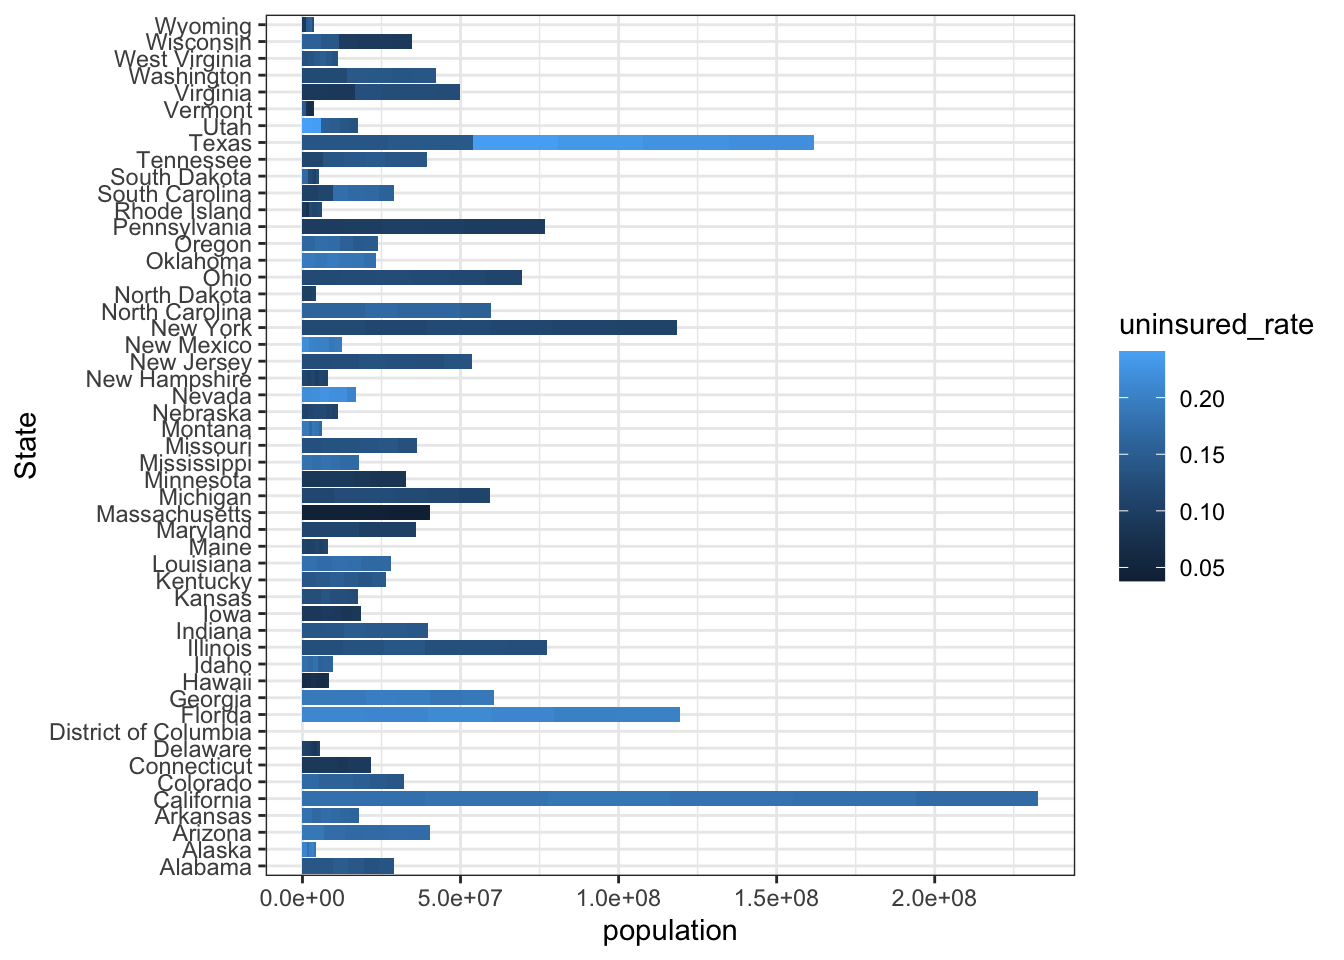 Wyoming
Wisconsin
West Virginia
Washington
Virginia
Vermont
Utah
Texas
Tennessee
South Dakota
South Carolina
Rhode Island
Pennsylvania
Oregon
Oklahoma
Ohio
North Dakota
North Carolina
New York
New Mexico
New Jersey
New Hampshire
Nevada
Nebraska
Montana
Missouri
Mississippi
Minnesota
Michigan
Massachusetts
Maryland
Maine
Louisiana
Kentucky
Kansas
Iowa
Indiana
Illinois
Idaho
Hawaii
Georgia
Florida
District of Columbia
Delaware
Connecticut
Colorado
California
Arkansas
Arizona
Alaska
Alabama
State
0.0e+00 5.0e+07 1.0e+08 1.5e+08 2.0e+08
population
uninsured_rate
0.20
0.15
0.10
0.05